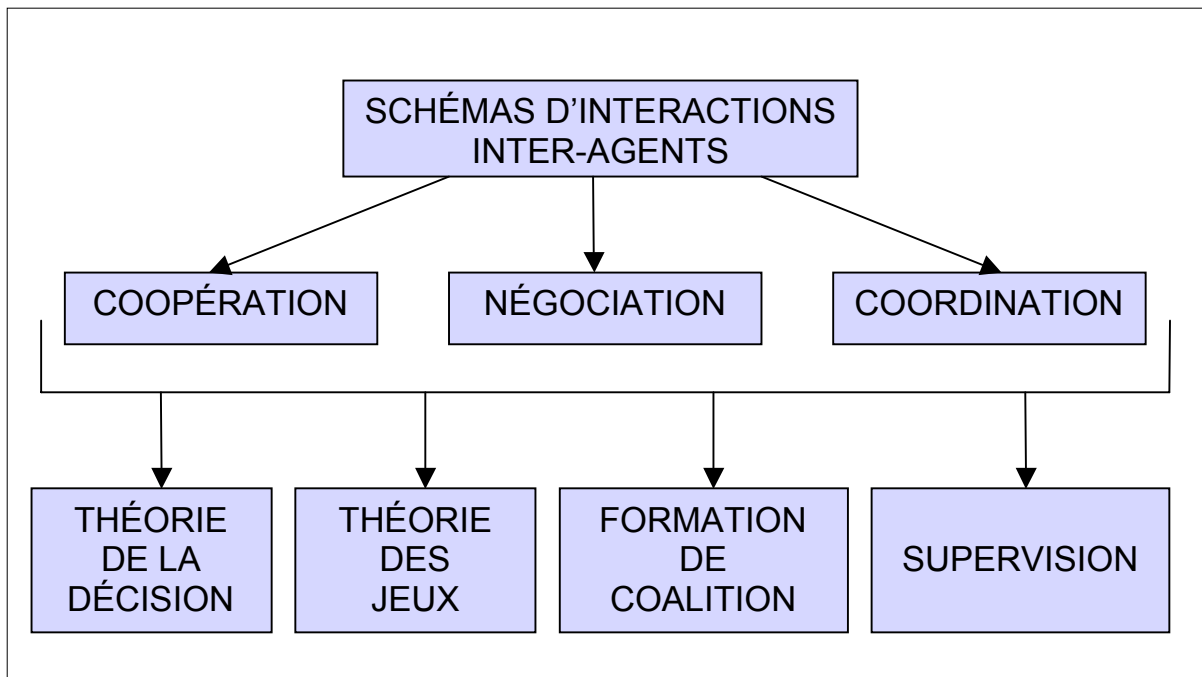 SCHÉMAS D’INTERACTIONS
INTER-AGENTS
COOPÉRATION
NÉGOCIATION
COORDINATION
THÉORIE
DE LA
DÉCISION
THÉORIE
DES
JEUX
FORMATION
DE
COALITION
SUPERVISION